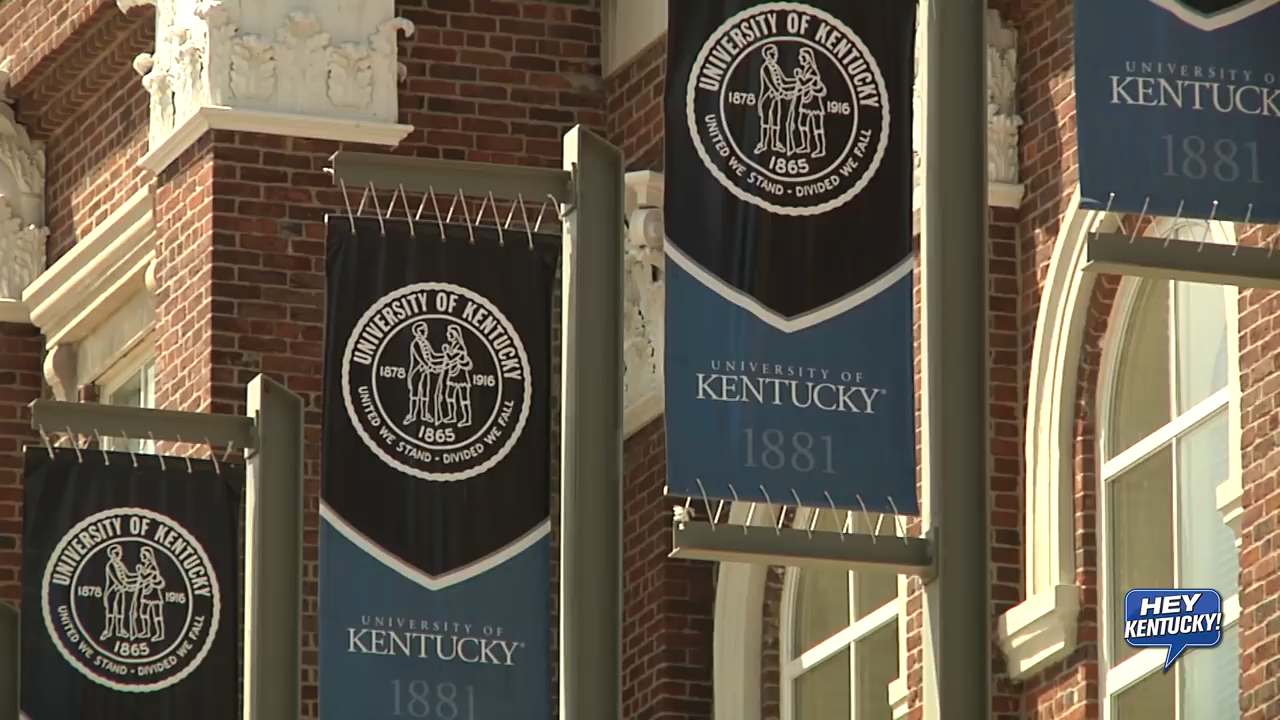 UNIVERSITY OF KENTUCKY
1878 1916
1865
UNITED WE STAND - DIVIDED WE FALL
UNIVERSITY OF KENTUCKY
1878 1916
1865
UNITED WE STAND - DIVIDED WE FALL
UNIVERSITY OF
KENTUCKY®
1881
UNIVERSITY OF KENTUCKY
1878 1916
1865
UNITED WE STAND - DIVIDED WE FALL
UNIVERSITY OF
KENTUCKY®
1881
UNIVERSITY O
KENTUCK
1881
HEY
KENTUCKY!